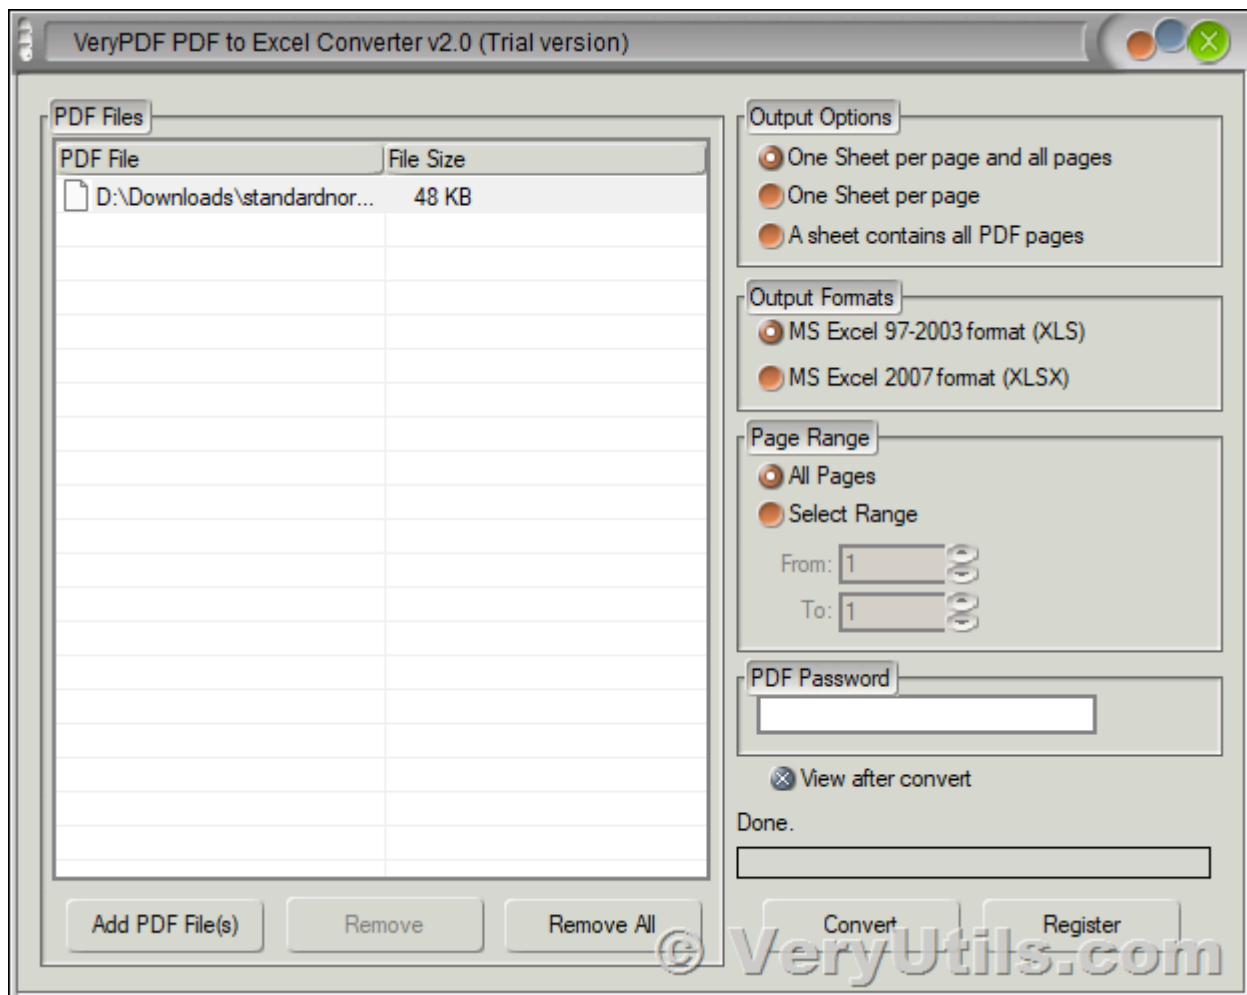 VeryPDF PDF to Excel Converter v2.0 (Trial version)
PDF Files
PDF File File Size
D:\Downloads\standardnor... 48 KB
Add PDF File(s) Remove Remove All
Output Options
One Sheet per page and all pages
One Sheet per page
A sheet contains all PDF pages
Output Formats
MS Excel 97-2003 format (XLS)
MS Excel 2007 format (XLSX)
Page Range
All Pages
Select Range
From: 1
To: 1
PDF Password
View after convert
Done.
Convert Register
© VeryUtils.com